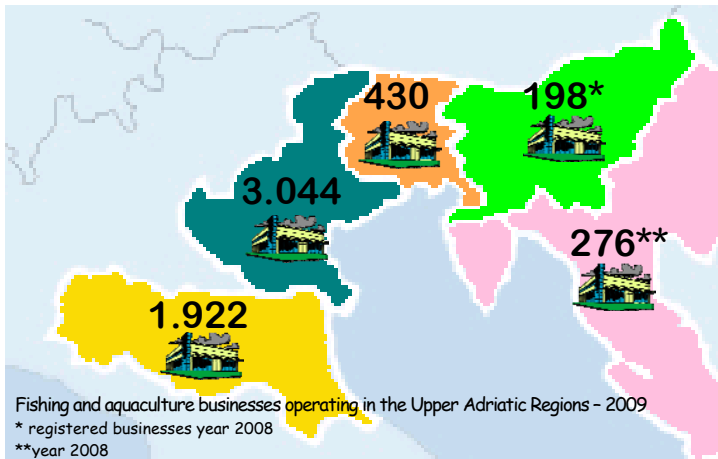 430
198*
3.044
276**
1.922
Fishing and aquaculture businesses operating in the Upper Adriatic Regions – 2009
* registered businesses year 2008
**year 2008